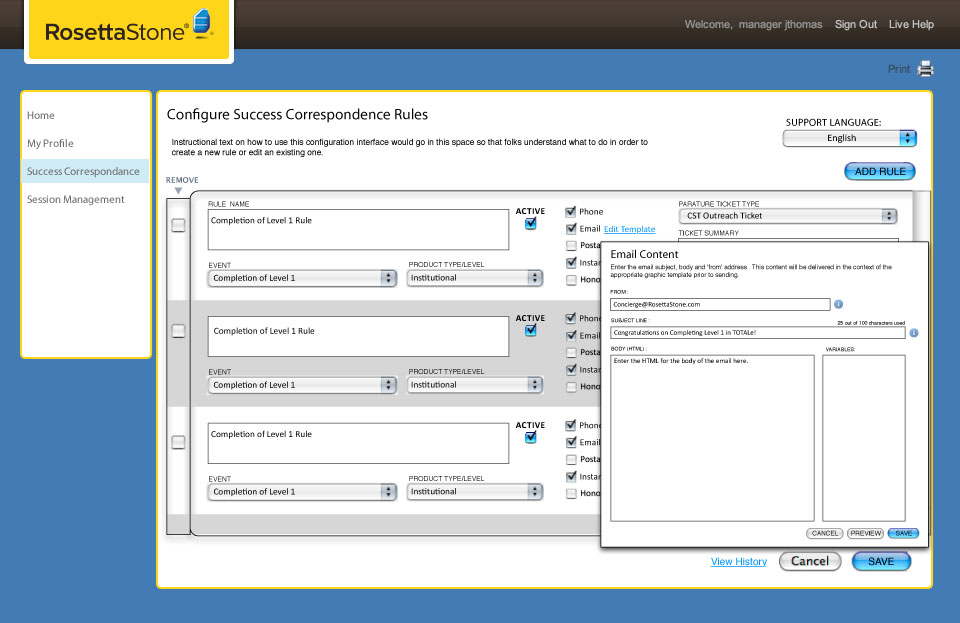 RosettaStone®
Welcome, manager jthomas Sign Out Live Help
Print
Home
My Profile
Success Correspondance
Session Management
Configure Success Correspondence Rules
Instructional text on how to use this configuration interface would go in this space so that folks understand what to do in order to
create a new rule or edit an existing one.
SUPPORT LANGUAGE:
English
ADD RULE
REMOVE
RULE NAME
Completion of Level 1 Rule
ACTIVE
EVENT
Completion of Level 1
PRODUCT TYPE/LEVEL
Institutional
Phone
Email Edit Template
Posta
Instan
Hono
PARATURE TICKET TYPE
CST Outreach Ticket
TICKET SUMMARY
Completion of Level 1 Rule
ACTIVE
EVENT
Completion of Level 1
PRODUCT TYPE/LEVEL
Institutional
Phone
Email
Posta
Instan
Hono
Completion of Level 1 Rule
ACTIVE
EVENT
Completion of Level 1
PRODUCT TYPE/LEVEL
Institutional
Phone
Email
Posta
Instan
Hono
Email Content
Enter the email subject, body and 'from' address. This content will be delivered in the context of the
appropriate graphic template prior to sending.
FROM:
Concierge@RosettaStone.com
SUBJECT LINE :
25 out of 100 characters used
Congratulations on Completing Level 1 in TOTALe!
BODY (HTML) :
Enter the HTML for the body of the email here.
VARIABLES:
CANCEL
PREVIEW
SAVE
View History
Cancel
SAVE